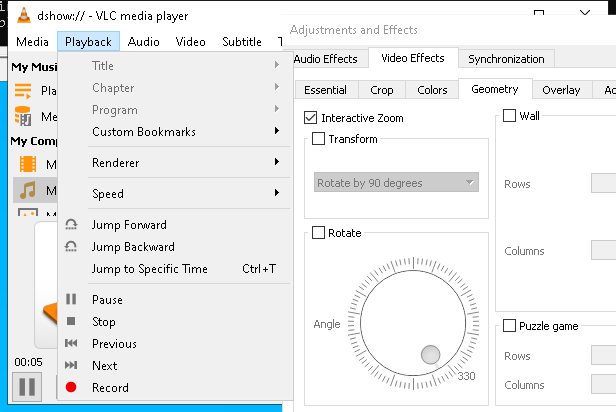 dshow:// - VLC media player
Media Playback Audio Video Subtitle T
My Musi
Pla
Me
My Comp
M
M
M
00:05
Title
Chapter
Program
Custom Bookmarks
Renderer
Speed
Jump Forward
Jump Backward
Jump to Specific Time Ctrl+T
Pause
Stop
Previous
Next
Record
Adjustments and Effects
Audio Effects Video Effects Synchronization
Essential Crop Colors Geometry Overlay Ac
Interactive Zoom
Transform
Rotate by 90 degrees
Rotate
Angle
330
Wall
Rows
Columns
Puzzle game
Rows
Columns